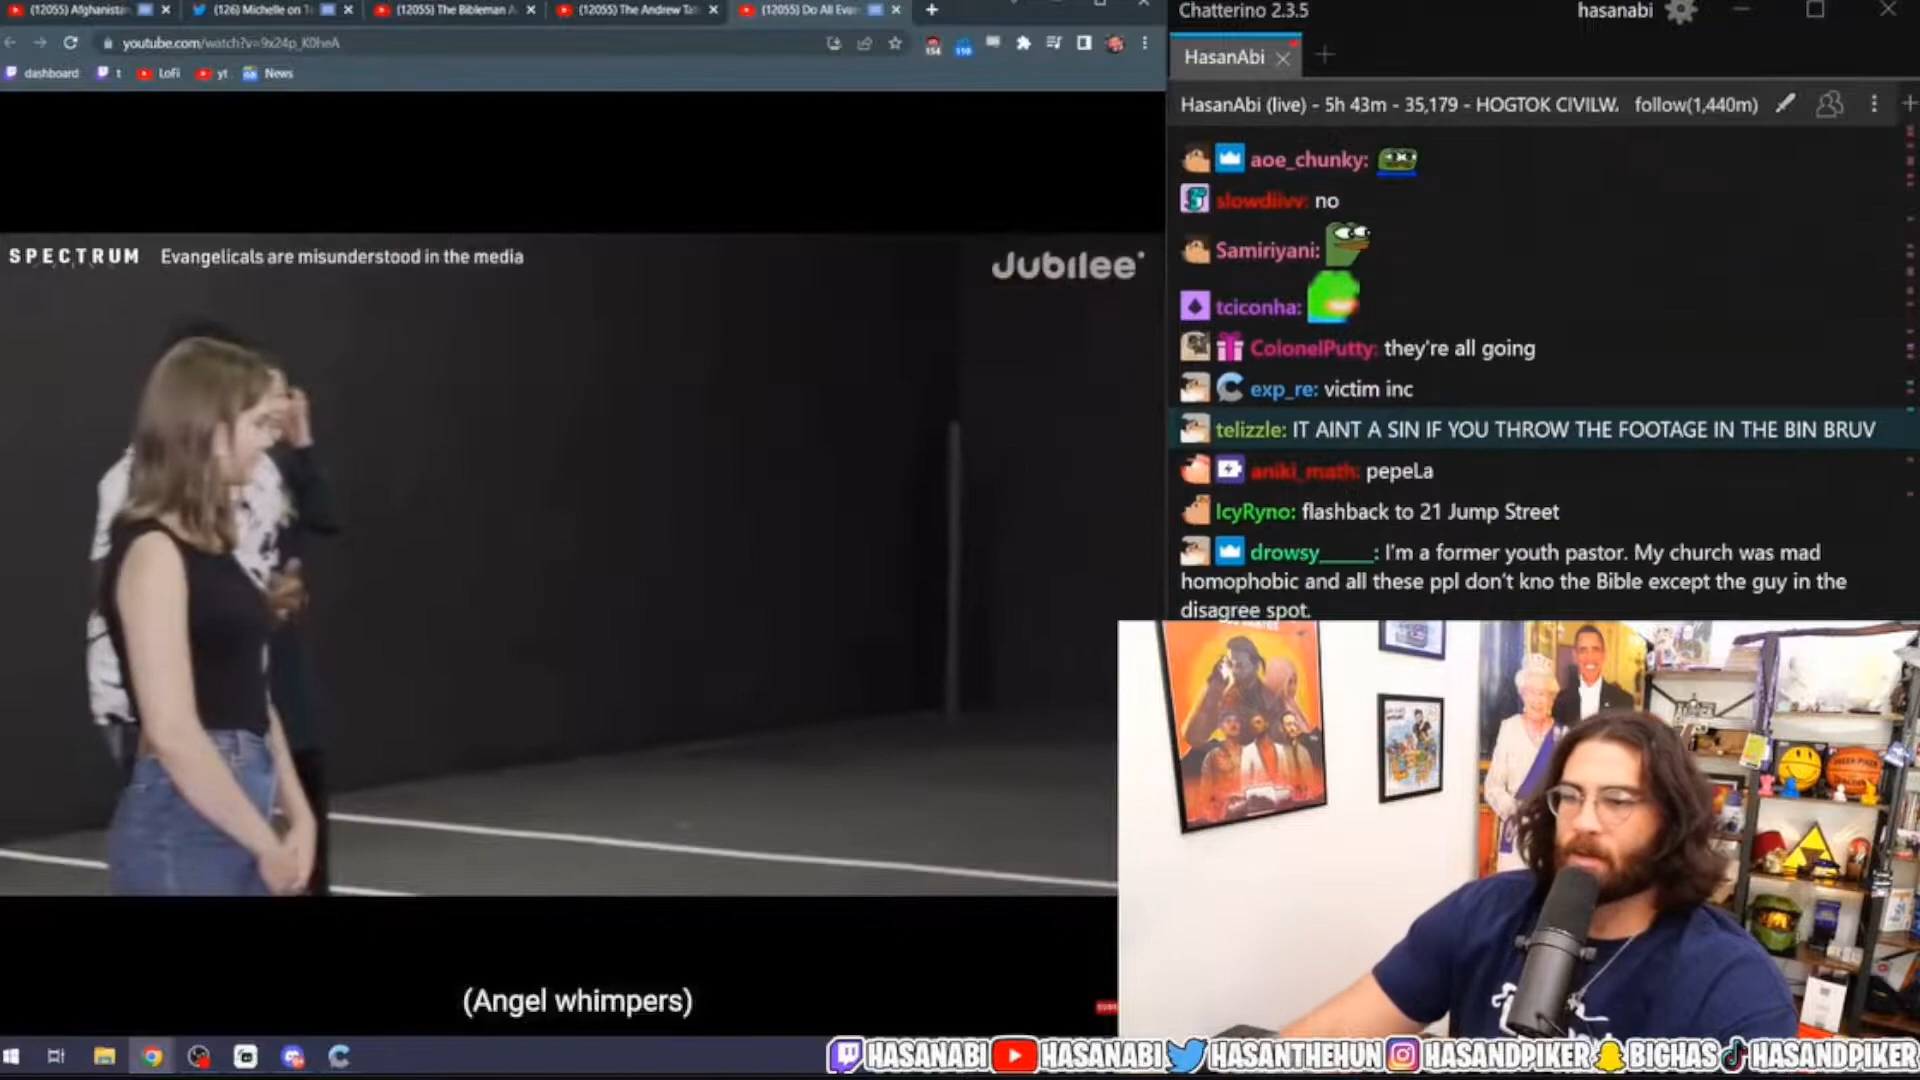 (12055) Afghanistan
(126) Michelle on T
(12055) The Bibleman A
(12055) The Andrew Tat
(12055) Do All Evan
youtube.com/watch?v=9x24p_K0heA
154
110
dashboard
t
LoFi
yt
News
SPECTRUM Evangelicals are misunderstood in the media
Jubilee
(Angel whimpers)
Chatterino 2.3.5
hasanabi
HasanAbi
HasanAbi (live) - 5h 43m - 35,179 - HOGTOK CIVILW. follow(1,440m)
aoe_chunky:
slowdiivv: no
Samiriyani:
tciconha:
ColonelPutty: they're all going
exp_re: victim inc
telizzle: IT AINT A SIN IF YOU THROW THE FOOTAGE IN THE BIN BRUV
aniki_math: pepeLa
IcyRyno: flashback to 21 Jump Street
drowsy_____: I'm a former youth pastor. My church was mad
homophobic and all these ppl don't kno the Bible except the guy in the
disagree spot.
HASANABI HASANABI HASANTHEHUN HASANDPIKER BIGHAS HASANDPIKER